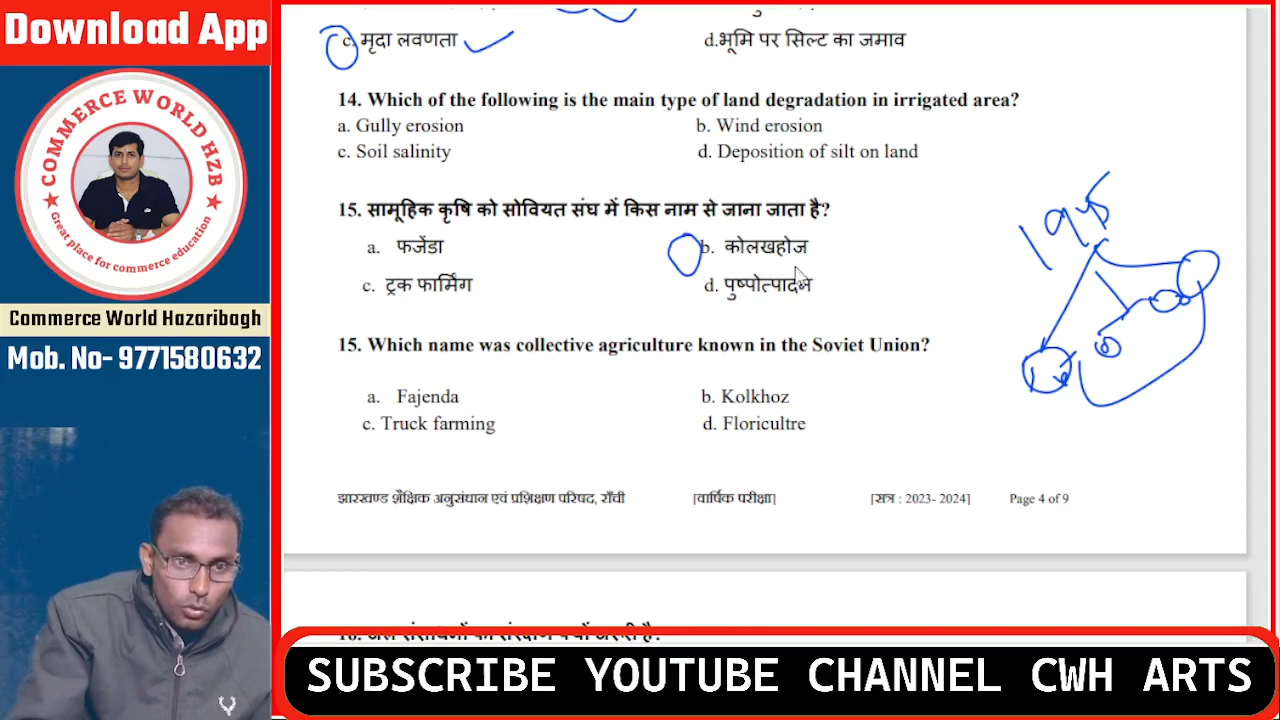 Download App
COMMERCE WORLD HZB
Great place for commerce education
Commerce World Hazaribagh
Mob. No- 9771580632
c. मृदा लवणता
d.भूमि पर सिल्ट का जमाव
14. Which of the following is the main type of land degradation in irrigated area?
a. Gully erosion
b. Wind erosion
c. Soil salinity
d. Deposition of silt on land
15. सामूहिक कृषि को सोवियत संघ में किस नाम से जाना जाता है?
a. फजेंडा
b. कोलखहोज
c. ट्रक फार्मिंग
d.
15. Which name was collective agriculture known in the Soviet Union?
a. Fajenda
b. Kolkhoz
c. Truck farming
d. Floricultre
झारखण्ड शैक्षिक अनुसंधान एवं प्रशिक्षण परिषद, राँची
[वार्षिक परीक्षा]
[सत्र : 2023- 2024]
Page 4 of 9
SUBSCRIBE YOUTUBE CHANNEL CWH ARTS